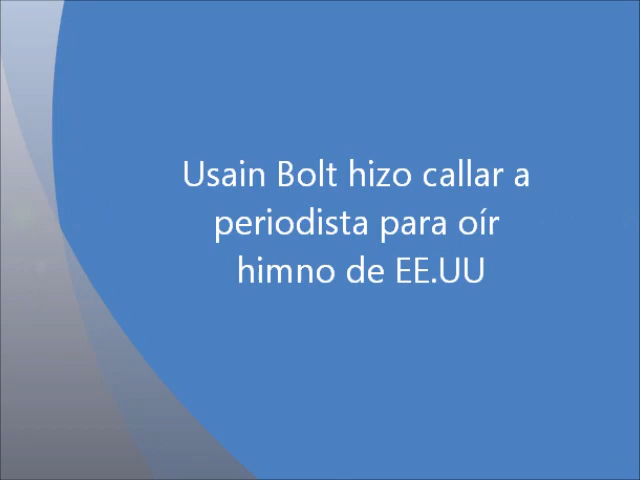 Usain Bolt hizo callar a
periodista para oír
himno de EE.UU